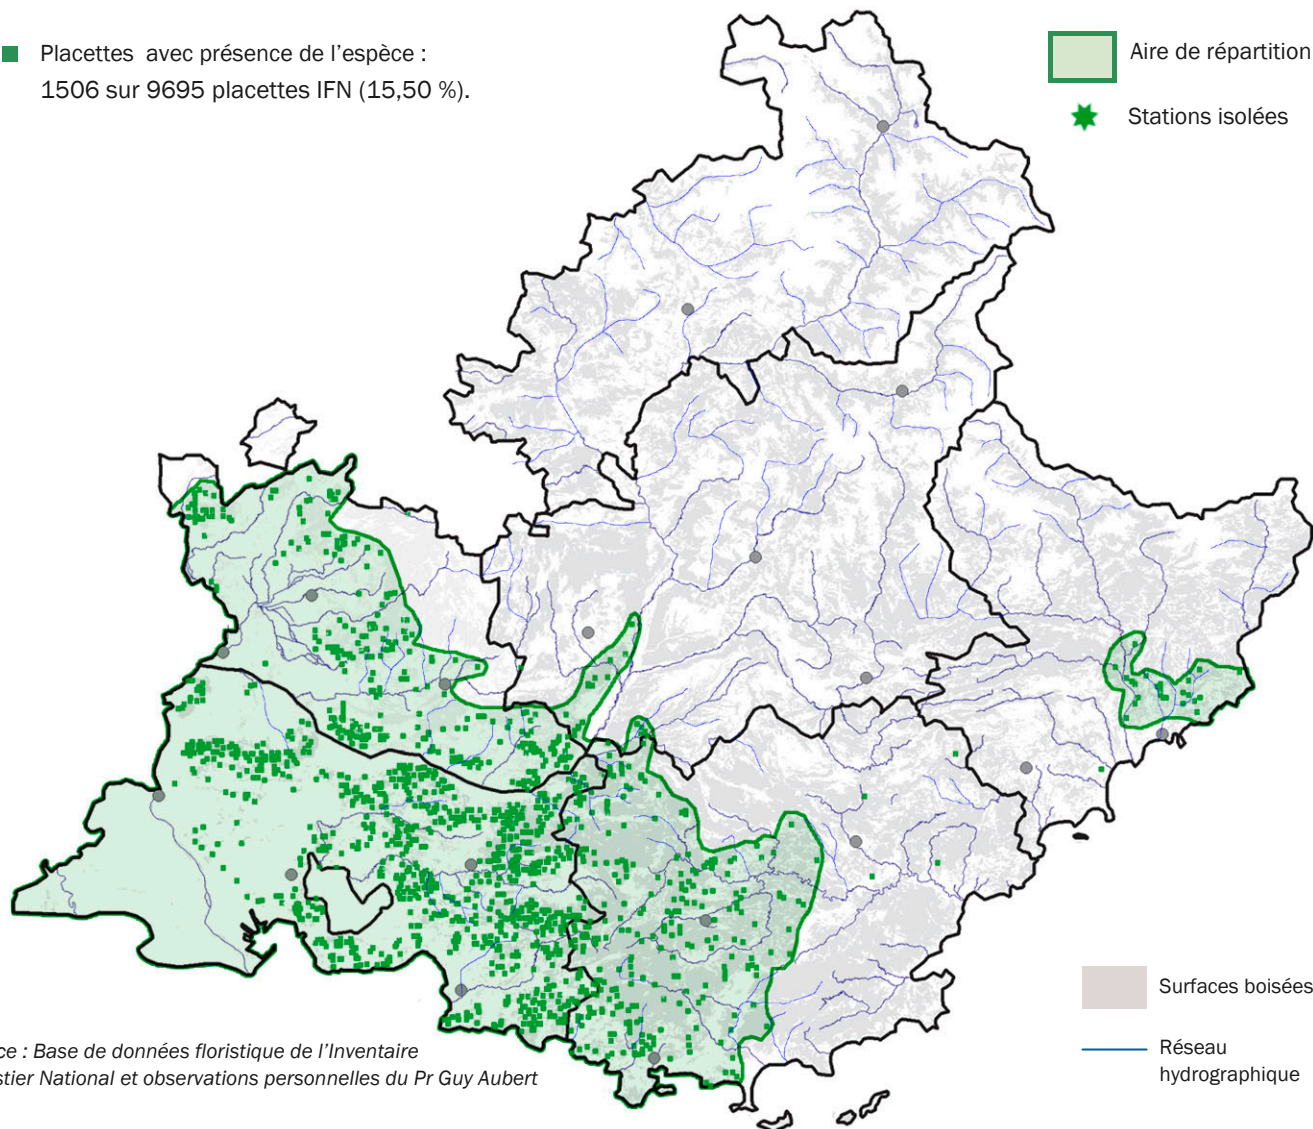 Placettes avec présence de l'espèce :
1506 sur 9695 placettes IFN (15,50 %).
Aire de répartition
Stations isolées
Surfaces boisées
Réseau
hydrographique
ce : Base de données floristique de l'Inventaire
stier National et observations personnelles du Pr Guy Aubert